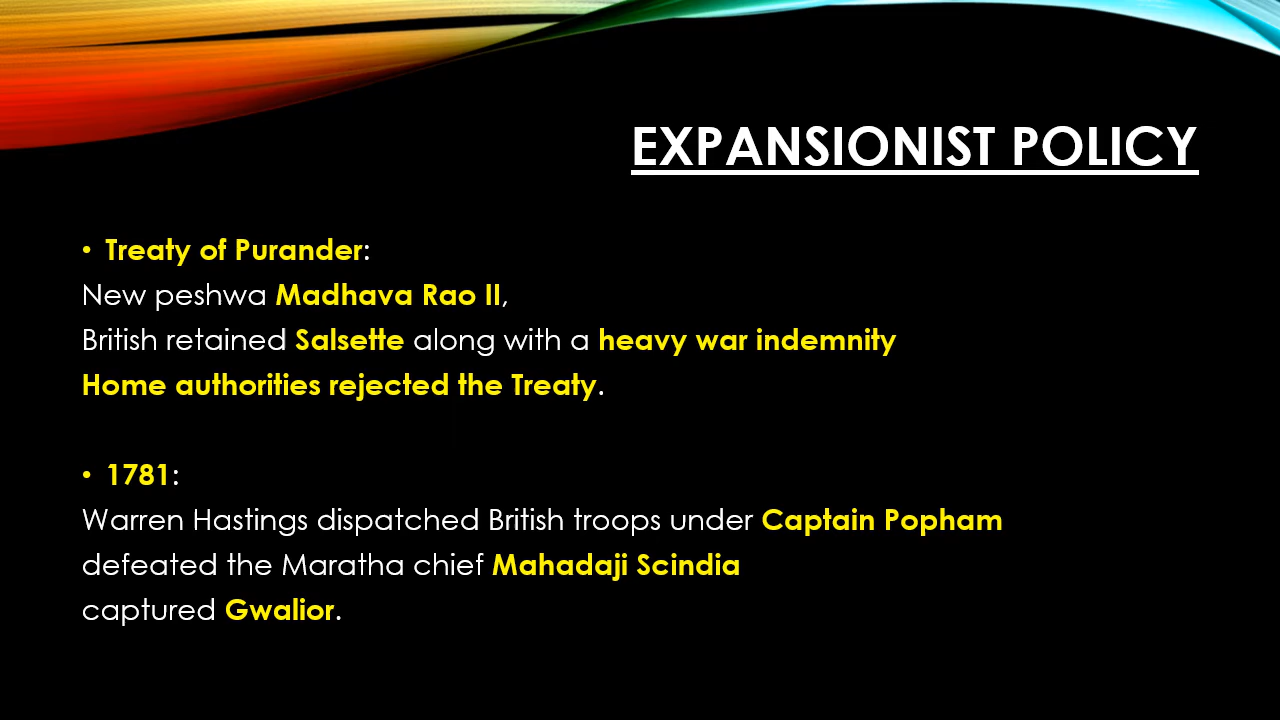 EXPANSIONIST POLICY
• Treaty of Purander:
New peshwa Madhava Rao II,
British retained Salsette along with a heavy war indemnity
Home authorities rejected the Treaty.
• 1781:
Warren Hastings dispatched British troops under Captain Popham
defeated the Maratha chief Mahadaji Scindia
captured Gwalior.